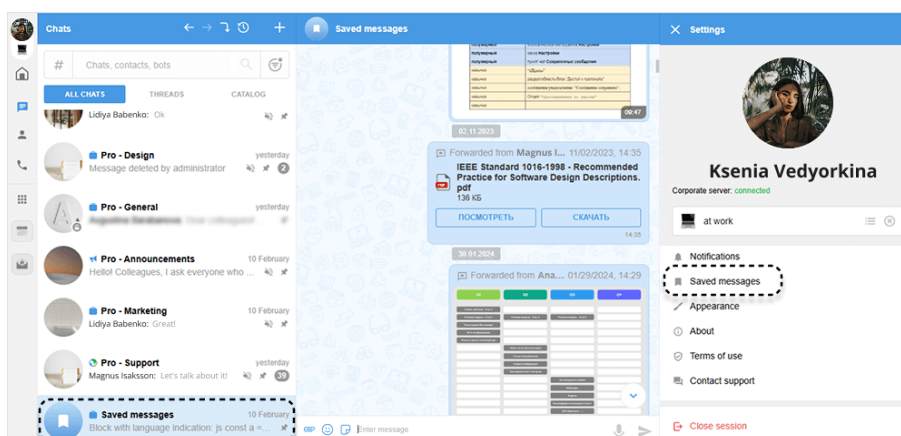 Chats
Saved messages
Settings
#
Chats, contacts, bots
ALL CHATS
THREADS
CATALOG
Lidiya Babenko: Ok
Pro - Design
yesterday
Message deleted by administrator
2
Pro - General
yesterday
Pro - Announcements
10 February
Hello! Colleagues, I ask everyone who ...
Pro - Marketing
10 February
Lidiya Babenko: Great!
Pro - Support
yesterday
Magnus Isaksson: Let's talk about it!
39
Saved messages
10 February
Block with language indication: js const a = ...
09:47
02.11.2023
Forwarded from Magnus I... 11/02/2023, 14:35
IEEE Standard 1016-1998 - Recommended
Practice for Software Design Descriptions.
pdf
PDF
136 КБ
ПОСМОТРЕТЬ
СКАЧАТЬ
14:35
30.01.2024
Forwarded from Ana... 01/29/2024, 14:29
Enter message
Ksenia Vedyorkina
Corporate server: connected
at work
Notifications
Saved messages
Appearance
About
Terms of use
Contact support
Close session